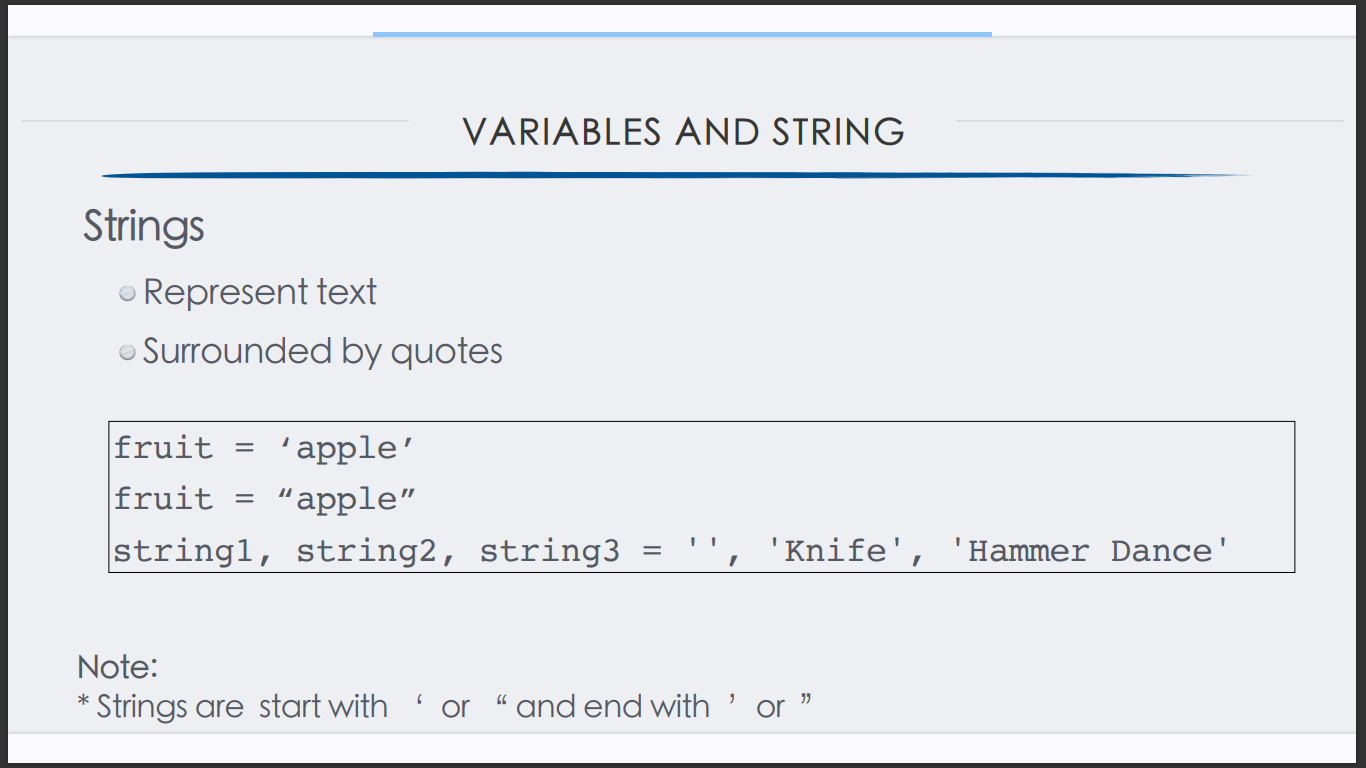 VARIABLES AND STRING
Strings
Represent text
Surrounded by quotes
fruit = ‘apple’
fruit = “apple”
string1, string2, string3 = '', 'Knife', 'Hammer Dance'
Note:
* Strings are start with ‘ or “ and end with ’ or ”